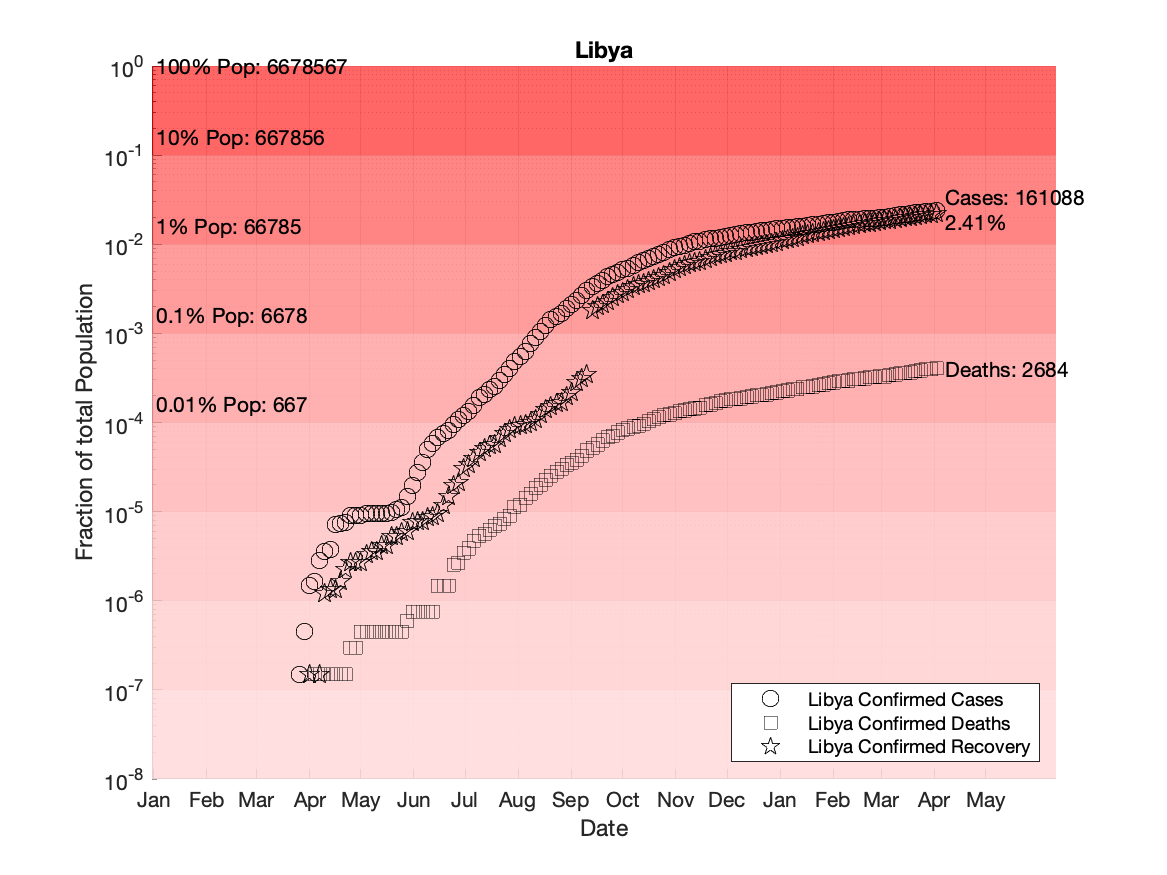 Libya
10^0
100% Pop: 6678567
10% Pop: 667856
10^-1
1% Pop: 66785
10^-2
Cases: 161088
2.41%
0.1% Pop: 6678
10^-3
Deaths: 2684
0.01% Pop: 667
10^-4
10^-5
10^-6
10^-7
10^-8
Fraction of total Population
Libya Confirmed Cases
Libya Confirmed Deaths
Libya Confirmed Recovery
Jan Feb Mar Apr May Jun Jul Aug Sep Oct Nov Dec Jan Feb Mar Apr May
Date